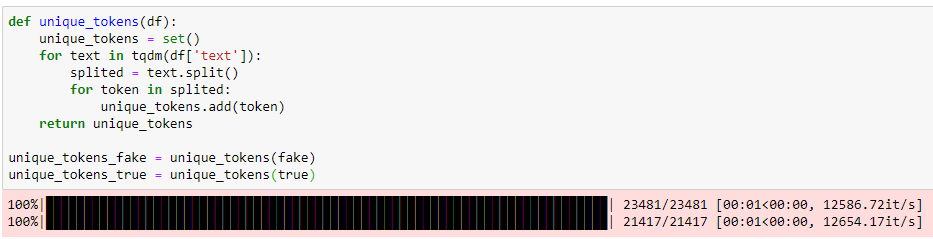 def unique_tokens(df):
    unique_tokens = set()
    for text in tqdm(df['text']):
        splited = text.split()
        for token in splited:
            unique_tokens.add(token)
    return unique_tokens

unique_tokens_fake = unique_tokens(fake)
unique_tokens_true = unique_tokens(true)
100%| | 23481/23481 [00:01<00:00, 12586.72it/s]
100%| | 21417/21417 [00:01<00:00, 12654.17it/s]